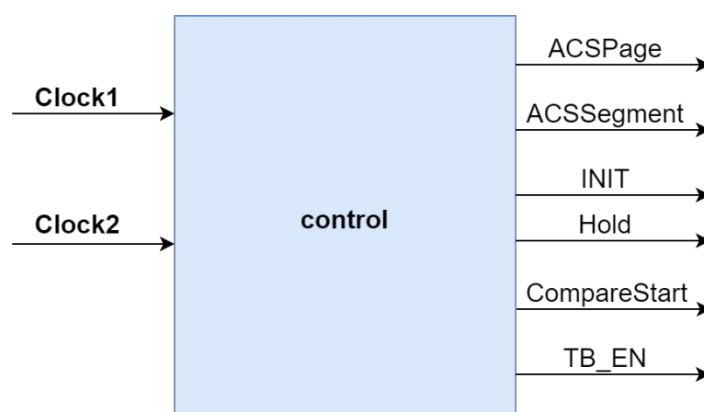 Clock1
Clock2
control
ACSPage
ACSSegment
INIT
Hold
CompareStart
TB_EN